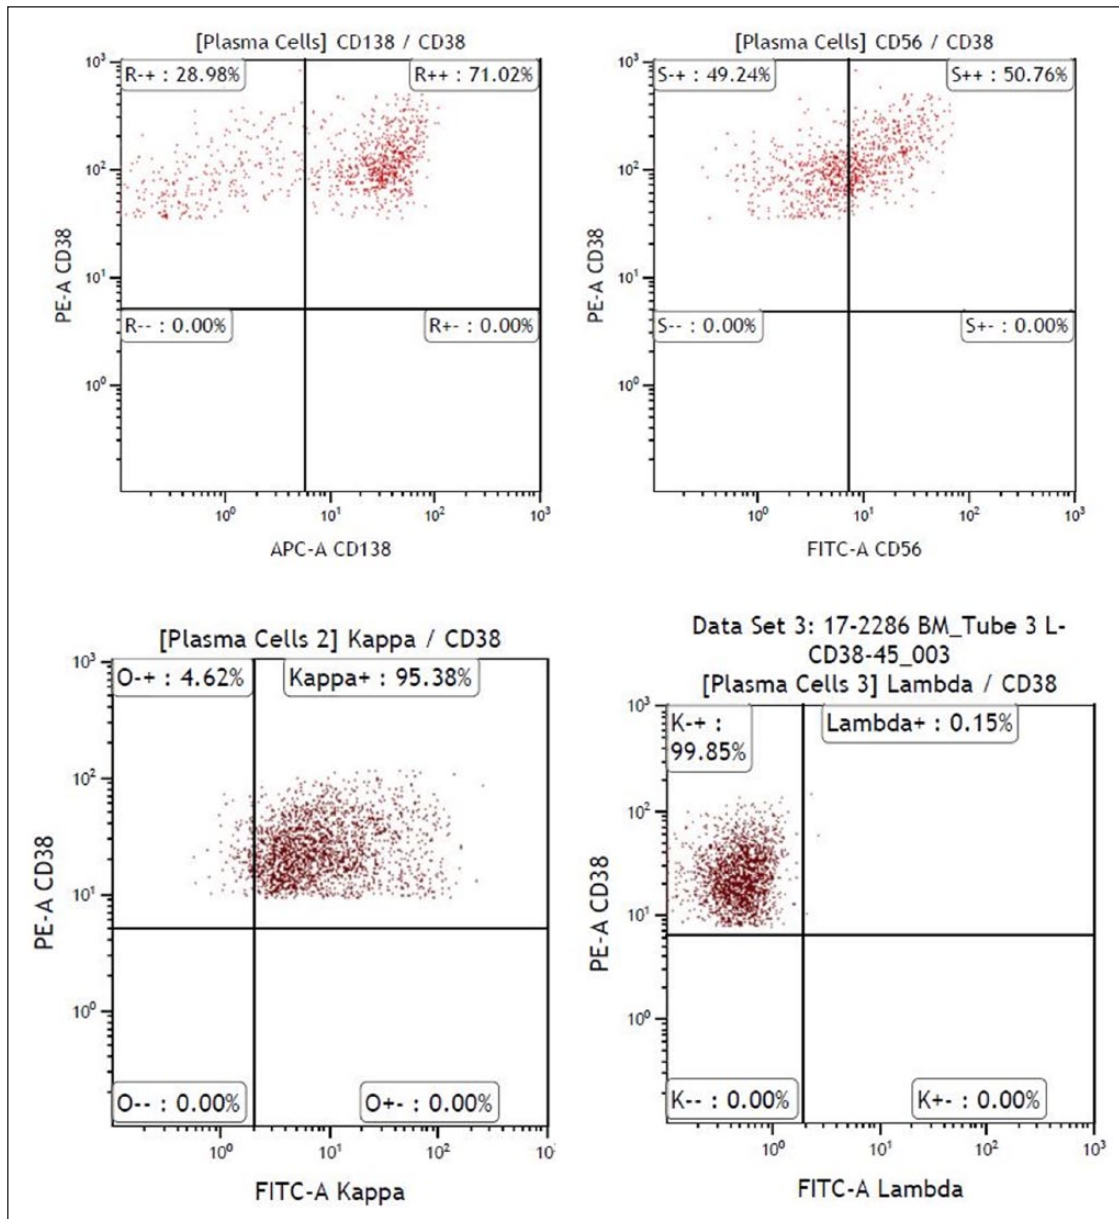 [Plasma Cells] CD138 / CD38
10³
R-+ : 28.98%
R++ : 71.02%
10²
10¹
R-- : 0.00%
R+- : 0.00%
10⁰
PE-A CD38
10⁰
10¹
10²
10³
APC-A CD138
[Plasma Cells] CD56 / CD38
10³
S-+ : 49.24%
S++ : 50.76%
10²
10¹
S-- : 0.00%
S+- : 0.00%
10⁰
PE-A CD38
10⁰
10¹
10²
10³
FITC-A CD56
[Plasma Cells 2] Kappa / CD38
10³
O-+ : 4.62%
Kappa+ : 95.38%
10²
10¹
10⁰
PE-A CD38
O-- : 0.00%
O+- : 0.00%
10⁰
10¹
10²
FITC-A Kappa
Data Set 3: 17-2286 BM_Tube 3 L-
CD38-45_003
[Plasma Cells 3] Lambda / CD38
10³
K-+ :
99.85%
Lambda+ : 0.15%
10²
10¹
10⁰
PE-A CD38
K-- : 0.00%
K+- : 0.00%
10⁰
10¹
10²
10³
FITC-A Lambda